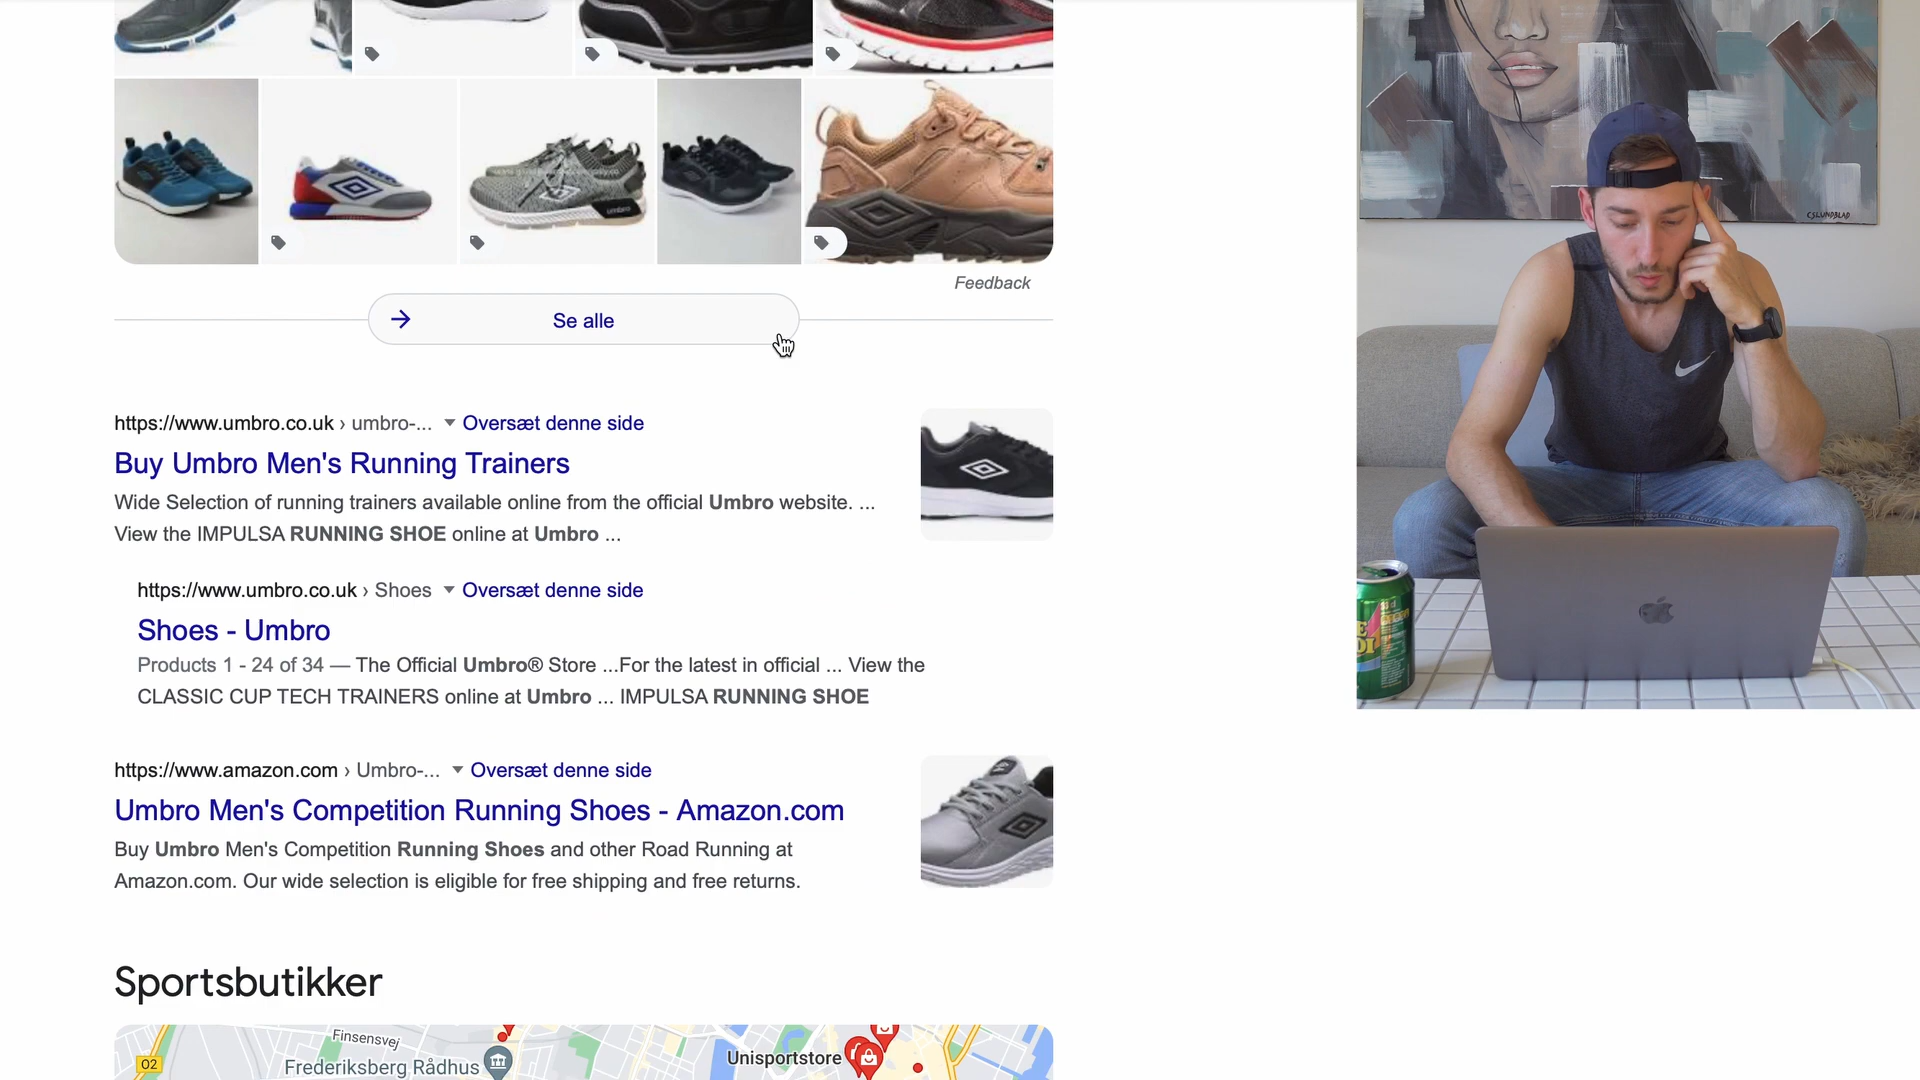 umbro
Feedback
Se alle
https://www.umbro.co.uk › umbro-... Oversæt denne side
Buy Umbro Men's Running Trainers
Wide Selection of running trainers available online from the official Umbro website. ...
View the IMPULSA RUNNING SHOE online at Umbro ...
https://www.umbro.co.uk › Shoes Oversæt denne side
Shoes - Umbro
Products 1 - 24 of 34 — The Official Umbro® Store ...For the latest in official ... View the
CLASSIC CUP TECH TRAINERS online at Umbro ... IMPULSA RUNNING SHOE
https://www.amazon.com › Umbro-... Oversæt denne side
Umbro Men's Competition Running Shoes - Amazon.com
Buy Umbro Men's Competition Running Shoes and other Road Running at
Amazon.com. Our wide selection is eligible for free shipping and free returns.
Sportsbutikker
Finsensvej
02
Frederiksberg Rådhus
Unisportstore
C.S.LUNDBLAD